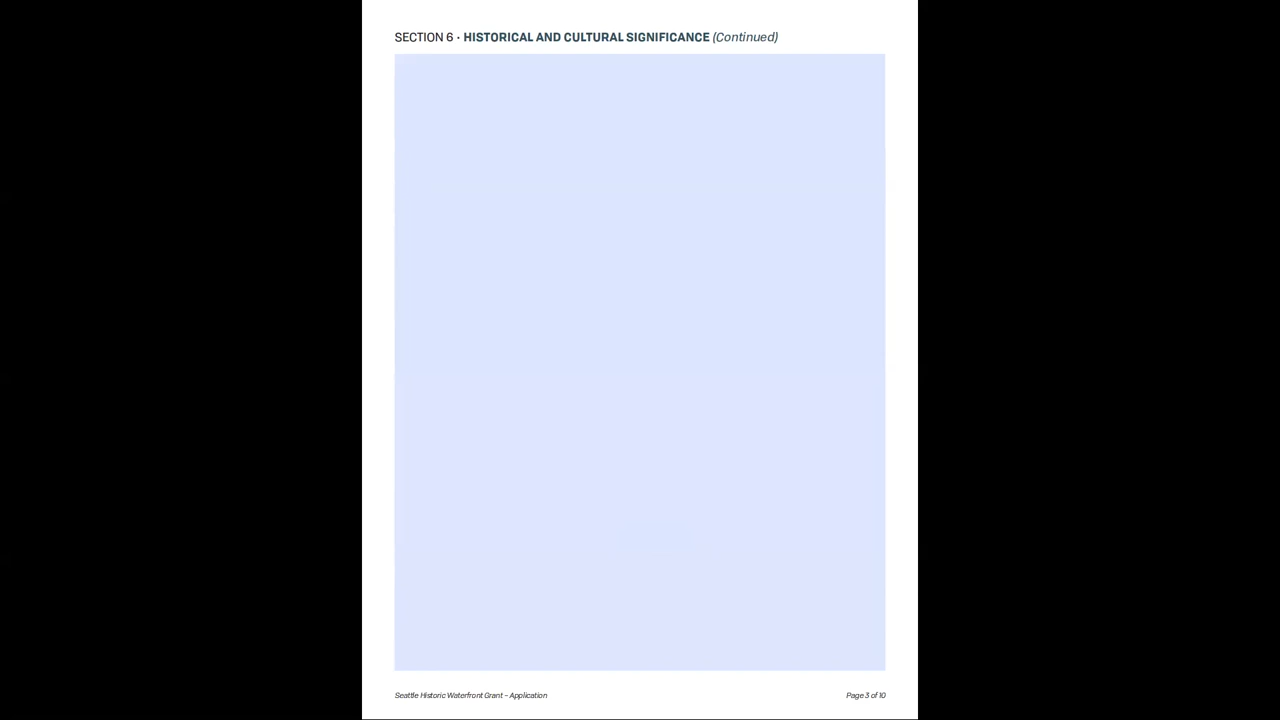 SECTION 6 · HISTORICAL AND CULTURAL SIGNIFICANCE (Continued)
Seattle Historic Waterfront Grant – Application
Page 3 of 10